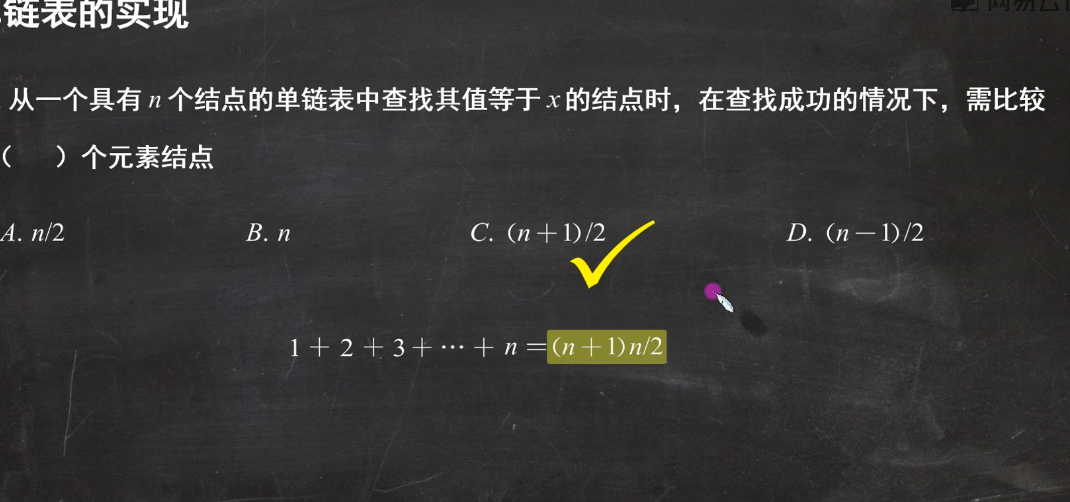 链表的实现
从一个具有 n 个结点的单链表中查找其值等于 x 的结点时，在查找成功的情况下，需比较
（　）个元素结点
A. n/2 B. n C. (n＋1)/2 D. (n－1)/2
1＋2＋3＋⋯＋n＝(n＋1)n/2